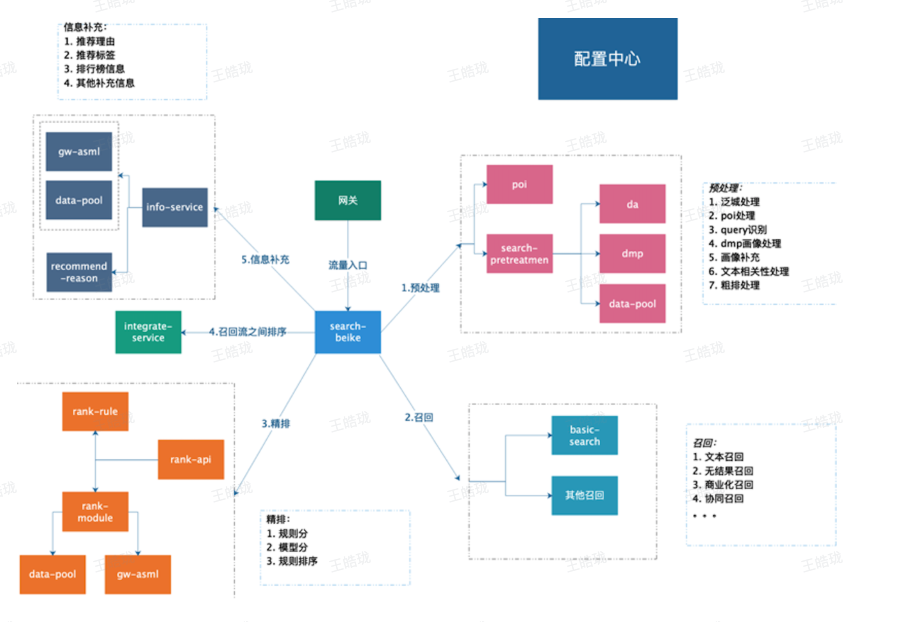 信息补充：
1. 推荐理由
2. 推荐标签
3. 排行榜信息
4. 其他补充信息
配置中心
gw-asml
data-pool
info-service
recommend
-reason
网关
流量入口
5.信息补充
1.预处理
poi
search-
pretreatmen
da
dmp
data-pool
预处理：
1. 泛城处理
2. poi处理
3. query识别
4. dmp画像处理
5. 画像补充
6. 文本相关性处理
7. 粗排处理
integrate-
service
4.召回流之间排序
search-
beike
rank-rule
rank-api
rank-
module
data-pool
gw-asml
3.精排
精排：
1. 规则分
2. 模型分
3. 规则排序
2.召回
basic-
search
其他召回
召回：
1. 文本召回
2. 无结果召回
3. 商业化召回
4. 协同召回
• • •
王皓珑